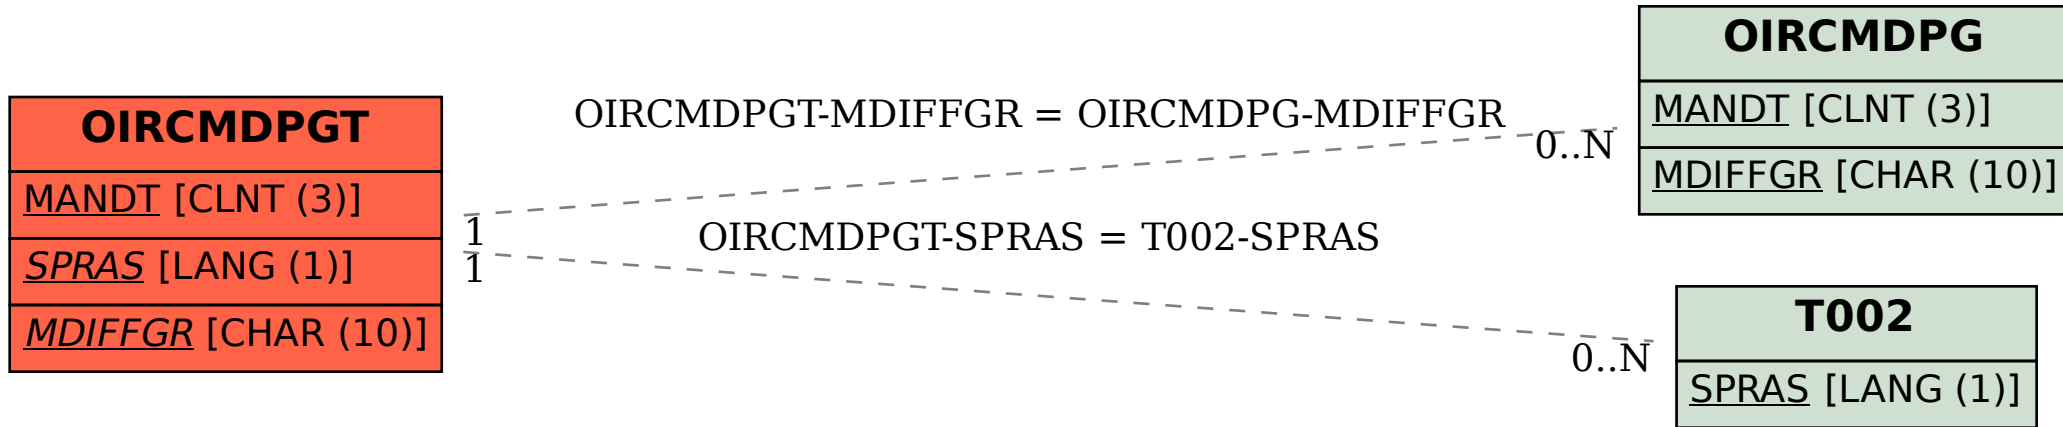 OIRCMDPGT
MANDT [CLNT (3)]
SPRAS [LANG (1)]
MDIFFGR [CHAR (10)]
OIRCMDPGT-MDIFFGR = OIRCMDPG-MDIFFGR
0..N
1
OIRCMDPGT-SPRAS = T002-SPRAS
1
0..N
OIRCMDPG
MANDT [CLNT (3)]
MDIFFGR [CHAR (10)]
T002
SPRAS [LANG (1)]